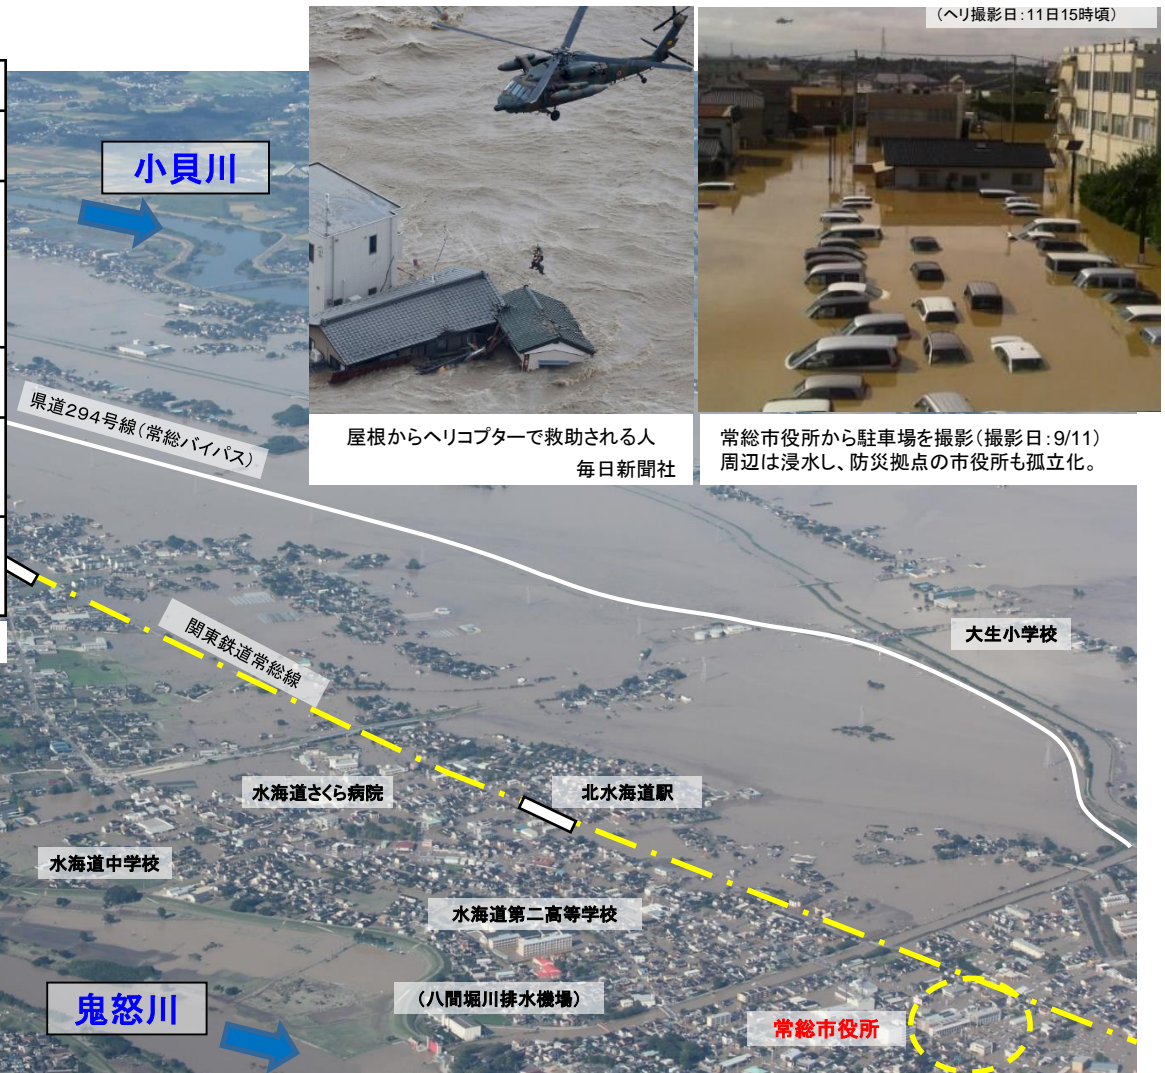 (ヘリ撮影日:11日15時頃)
小貝川
県道294号線(常総バイパス)
屋根からヘリコプターで救助される人
毎日新聞社
常総市役所から駐車場を撮影(撮影日:9/11)
周辺は浸水し、防災拠点の市役所も孤立化。
関東鉄道常総線
大生小学校
水海道さくら病院
北水海道駅
水海道中学校
水海道第二高等学校
鬼怒川
(八間堀川排水機場)
常総市役所